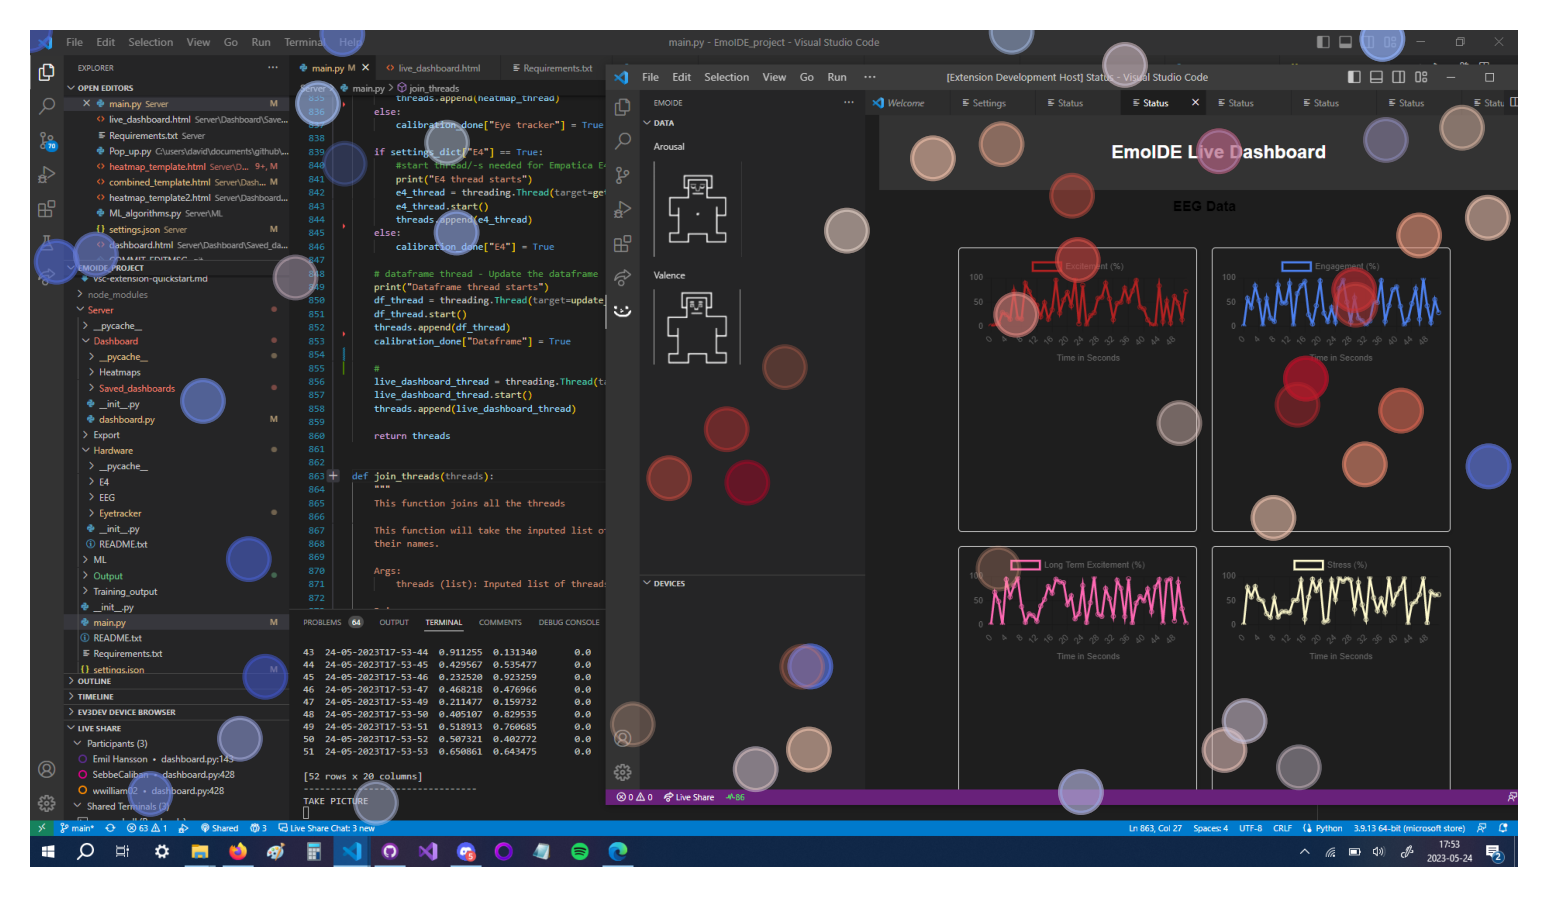 File Edit Selection View Go Run Terminal Help
main.py - EmoIDE_project - Visual Studio Code
EXPLORER
OPEN EDITORS
main.py Server M
live_dashboard.html Server\Dashboard\Save...
Requirements.txt Server
Pop_up.py C:\users\david\documents\github\...
heatmap_template.html Server\D... 9+, M
combined_template.html Server\Dash... M
heatmap_template2.html Server\Dashboard...
ML_algorithms.py Server\ML
settings.json Server M
dashboard.html Server\Dashboard\Saved_da...
EMOIDE_PROJECT
vsc-extension-quickstart.md
node_modules
Server
__pycache__
Dashboard
__pycache__
Heatmaps
Saved_dashboards
__init__.py
dashboard.py M
Export
Hardware
__pycache__
E4
EEG
Eyetracker
__init__.py
README.txt
ML
Output
Training_output
__init__.py
main.py M
README.txt
Requirements.txt
settings.json M
OUTLINE
TIMELINE
EV3DEV DEVICE BROWSER
LIVE SHARE
Participants (3)
Emil Hansson • dashboard.py:143
SebbeCaliban • dashboard.py:428
wwilliam02 • dashboard.py:428
Shared Terminals (3)
70
main.py M
live_dashboard.html
Requirements.txt
Server > main.py > join_threads
835 threads.append(heatmap_thread)
836 else:
837 calibration_done["Eye tracker"] = True
838
839 if settings_dict["E4"] == True:
840 #start thread/-s needed for Empatica E4
841 print("E4 thread starts")
842 e4_thread = threading.Thread(target=get
843 e4_thread.start()
844 threads.append(e4_thread)
845 else:
846 calibration_done["E4"] = True
847
848 # dataframe thread - Update the dataframe
849 print("Dataframe thread starts")
850 df_thread = threading.Thread(target=update_
851 df_thread.start()
852 threads.append(df_thread)
853 calibration_done["Dataframe"] = True
854
855 #
856 live_dashboard_thread = threading.Thread(ta
857 live_dashboard_thread.start()
858 threads.append(live_dashboard_thread)
859
860 return threads
861
862
863 def join_threads(threads):
864 """
865 This function joins all the threads
866
867 This function will take the inputed list of
868 their names.
869
870 Args:
871 threads (list): Inputed list of threads
872
PROBLEMS 64 OUTPUT TERMINAL COMMENTS DEBUG CONSOLE
43 24-05-2023T17-53-44 0.911255 0.131340 0.0
44 24-05-2023T17-53-45 0.429567 0.535477 0.0
45 24-05-2023T17-53-46 0.232520 0.923259 0.0
46 24-05-2023T17-53-47 0.468218 0.476966 0.0
47 24-05-2023T17-53-49 0.211477 0.159732 0.0
48 24-05-2023T17-53-50 0.405107 0.829535 0.0
49 24-05-2023T17-53-51 0.518913 0.760685 0.0
50 24-05-2023T17-53-52 0.507321 0.402772 0.0
51 24-05-2023T17-53-53 0.650861 0.643475 0.0
[52 rows x 20 columns]
--------------------------------
TAKE PICTURE
File Edit Selection View Go Run ···
[Extension Development Host] Status - Visual Studio Code
EMOIDE
DATA
Arousal
Valence
DEVICES
Welcome Settings Status Status Status Status Status Statu
EmoIDE Live Dashboard
EEG Data
Excitement (%)
100
50
0
0 4 8 12 16 20 24 28 32 36 40 44 48
Time in Seconds
Engagement (%)
100
50
0
0 4 8 12 16 20 24 28 32 36 40 44 48
Time in Seconds
Long Term Excitement (%)
100
50
0
0 4 8 12 16 20 24 28 32 36 40 44 48
Time in Seconds
Stress (%)
100
50
0
0 4 8 12 16 20 24 28 32 36 40 44 48
Time in Seconds
0 0 Live Share 86
main* 63 1 Shared 3 Live Share Chat: 3 new
Ln 863, Col 27 Spaces: 4 UTF-8 CRLF Python 3.9.13 64-bit (microsoft store)
17:53
2023-05-24
2